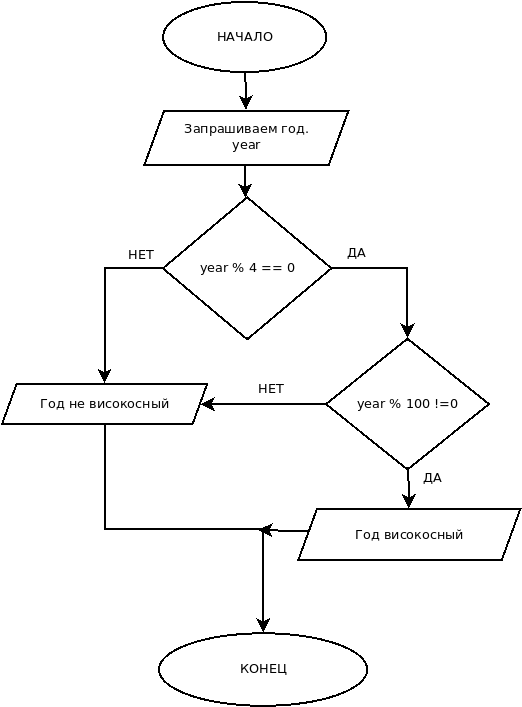 НАЧАЛО
Запрашиваем год.
year
НЕТ
ДА
year % 4 == 0
НЕТ
Год не високосный
year % 100 !=0
ДА
Год високосный
КОНЕЦ